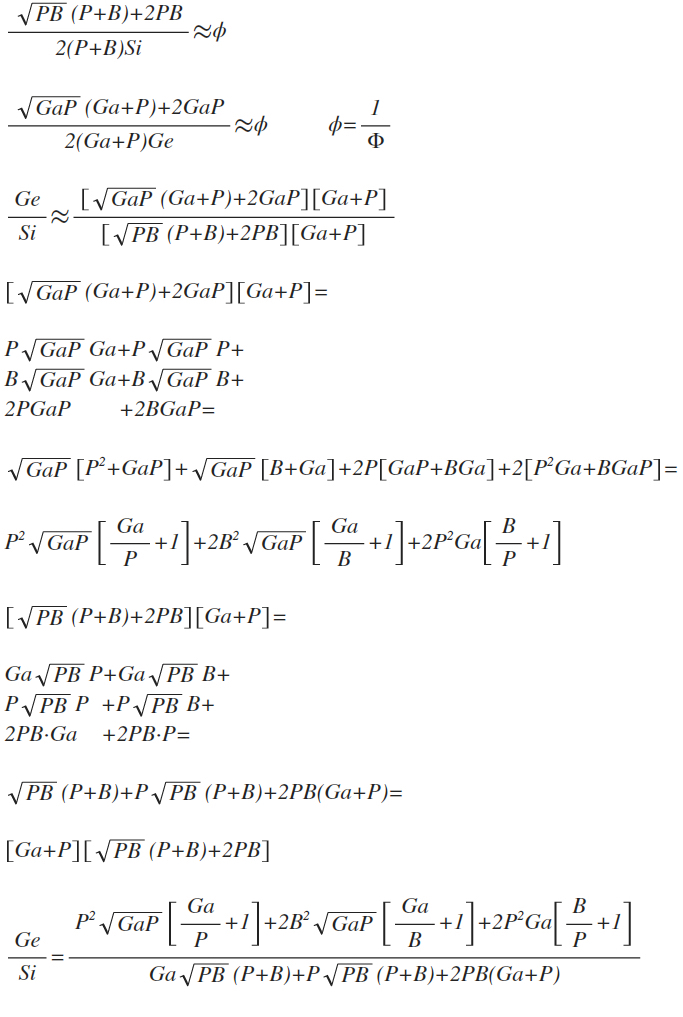 √PB (P+B)+2PB
2(P+B)Si
≈ϕ
√GaP (Ga+P)+2GaP
2(Ga+P)Ge
≈ϕ ϕ= 1
Φ
Ge
Si
≈
[√GaP (Ga+P)+2GaP][Ga+P]
[√PB (P+B)+2PB][Ga+P]
[√GaP (Ga+P)+2GaP][Ga+P]=
P√GaP Ga+P√GaP P+
B√GaP Ga+B√GaP B+
2PGaP +2BGaP=
√GaP [P²+GaP]+√GaP [B+Ga]+2P[GaP+BGa]+2[P²Ga+BGaP]=
P²√GaP [Ga/P +1]+2B²√GaP [Ga/B +1]+2P²Ga[B/P +1]
[√PB (P+B)+2PB][Ga+P]=
Ga√PB P+Ga√PB B+
P√PB P +P√PB B+
2PB·Ga +2PB·P=
√PB (P+B)+P√PB (P+B)+2PB(Ga+P)=
[Ga+P][√PB (P+B)+2PB]
Ge
Si
=
P²√GaP [Ga/P +1]+2B²√GaP [Ga/B +1]+2P²Ga[B/P +1]
Ga√PB (P+B)+P√PB (P+B)+2PB(Ga+P)